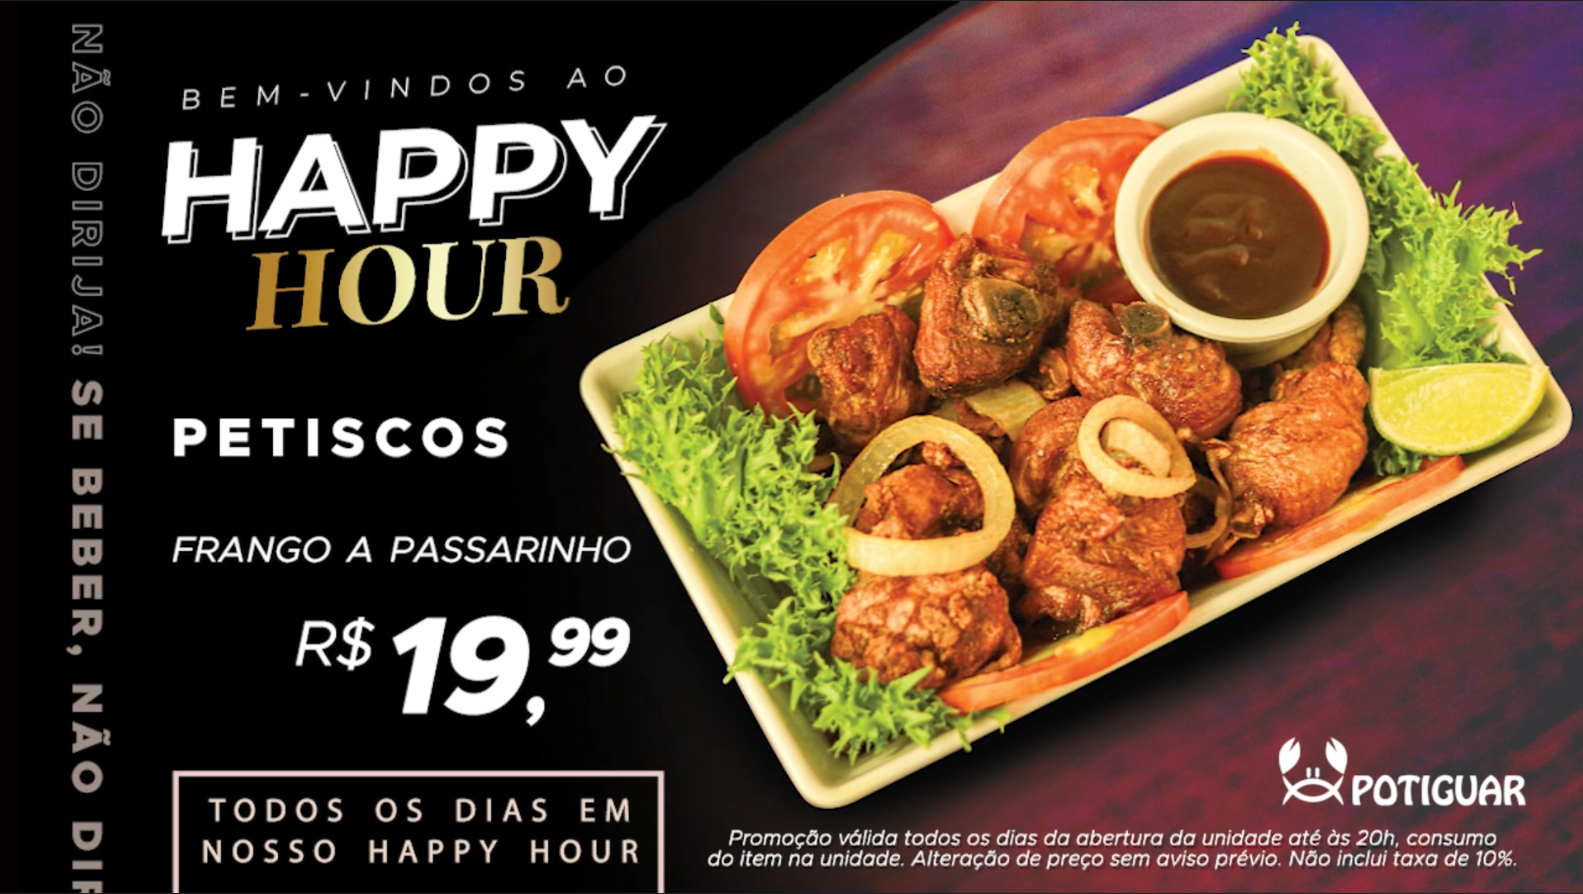 NÃO DIRIJA! SE BEBER, NÃO
BEM-VINDOS AO
HAPPY
HOUR
PETISCOS
FRANGO A PASSARINHO
R$ 19,99
TODOS OS DIAS EM
NOSSO HAPPY HOUR
POTIGUAR
Promoção válida todos os dias da abertura da unidade até às 20h, consumo
do item na unidade. Alteração de preço sem aviso prévio. Não inclui taxa de 10%.